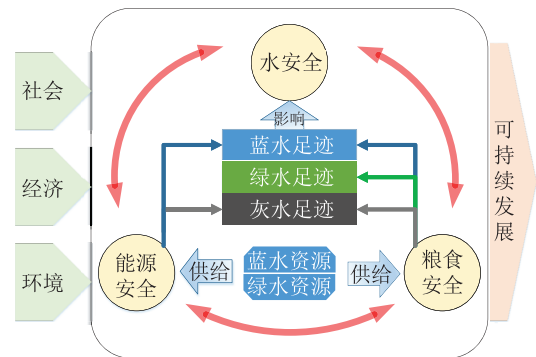 社会
经济
环境
水安全
影响
蓝水足迹
绿水足迹
灰水足迹
能源
安全
供给
蓝水资源
绿水资源
供给
粮食
安全
可持续发展